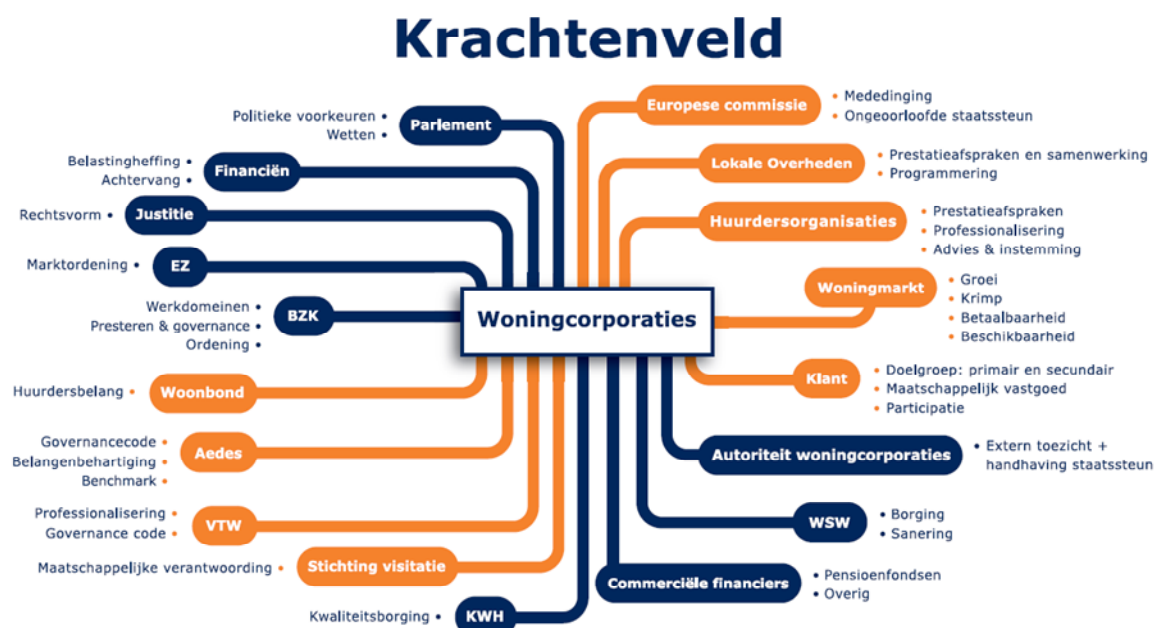 Krachtenveld
Politieke voorkeuren •
Wetten •
Parlement
Belastingheffing •
Achtervang •
Financiën
Rechtsvorm •
Justitie
Marktordening •
EZ
Werkdomeinen •
Presteren & governance •
Ordening •
BZK
Huurdersbelang •
Woonbond
Governancecode •
Belangenbehartiging •
Benchmark •
Aedes
Professionalisering •
Governance code •
VTW
Maatschappelijke verantwoording •
Stichting visitatie
Kwaliteitsborging •
KWH
Woningcorporaties
Europese commissie
• Mededinging
• Ongeoorloofde staatssteun
Lokale Overheden
• Prestatieafspraken en samenwerking
• Programmering
Huurdersorganisaties
• Prestatieafspraken
• Professionalisering
• Advies & instemming
Woningmarkt
• Groei
• Krimp
• Betaalbaarheid
• Beschikbaarheid
Klant
• Doelgroep: primair en secundair
• Maatschappelijk vastgoed
• Participatie
Autoriteit woningcorporaties
• Extern toezicht +
handhaving staatssteun
WSW
• Borging
• Sanering
Commerciële financiers
• Pensioenfondsen
• Overig